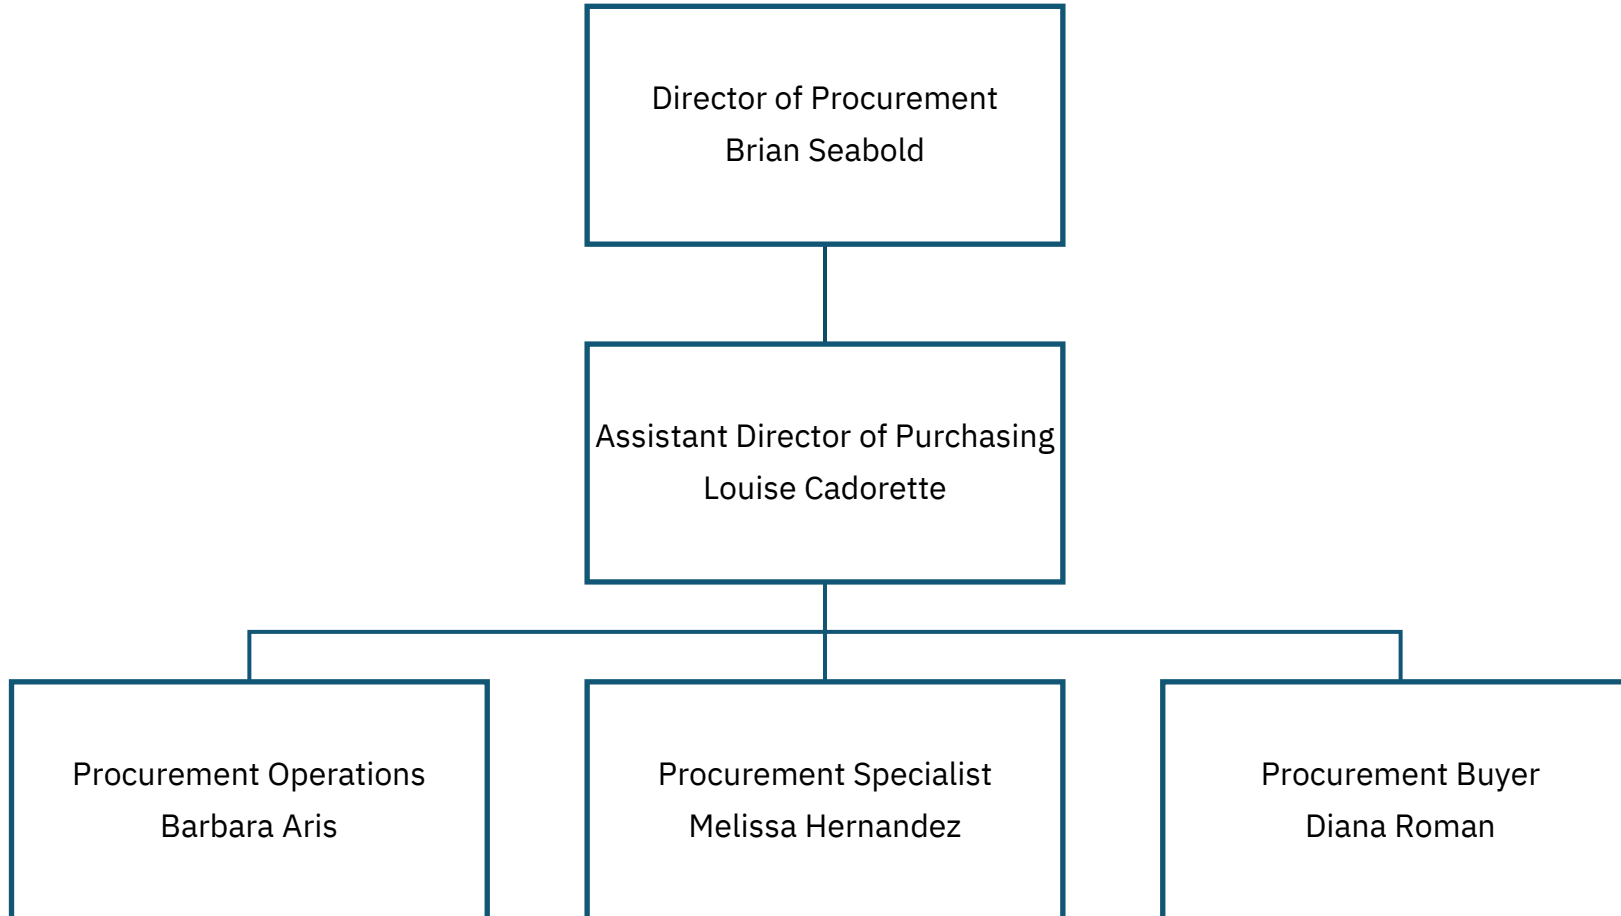 Director of Procurement
Brian Seabold
Assistant Director of Purchasing
Louise Cadorette
Procurement Operations
Barbara Aris
Procurement Specialist
Melissa Hernandez
Procurement Buyer
Diana Roman